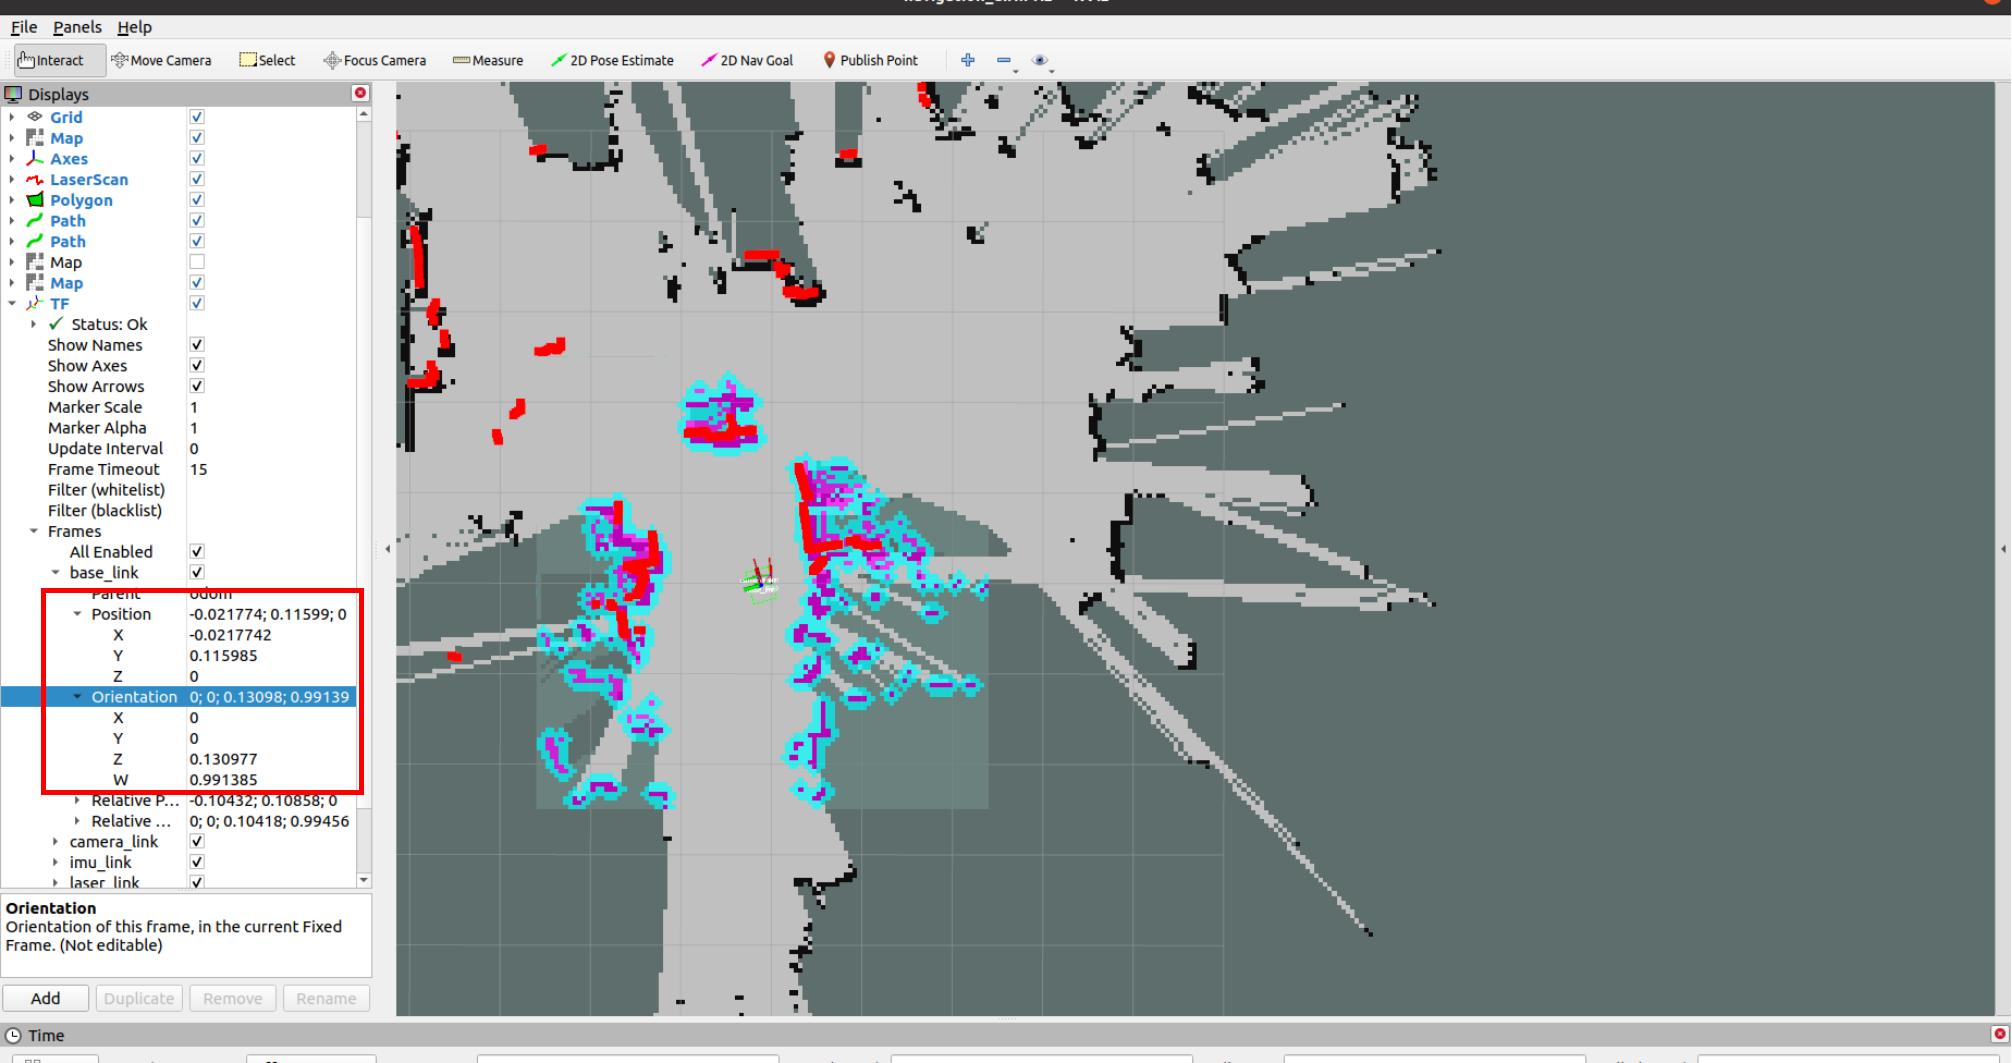 File Panels Help
Interact Move Camera Select Focus Camera Measure 2D Pose Estimate 2D Nav Goal Publish Point
Displays
Grid
Map
Axes
LaserScan
Polygon
Path
Path
Map
Map
TF
Status: Ok
Show Names
Show Axes
Show Arrows
Marker Scale 1
Marker Alpha 1
Update Interval 0
Frame Timeout 15
Filter (whitelist)
Filter (blacklist)
Frames
All Enabled
base_link
Parent odom
Position -0.021774; 0.11599; 0
X -0.0217742
Y 0.115985
Z 0
Orientation 0; 0; 0.13098; 0.99139
X 0
Y 0
Z 0.130977
W 0.991385
Relative P... -0.10432; 0.10858; 0
Relative ... 0; 0; 0.10418; 0.99456
camera_link
imu_link
laser_link
Orientation
Orientation of this frame, in the current Fixed
Frame. (Not editable)
Add Duplicate Remove Rename
Time